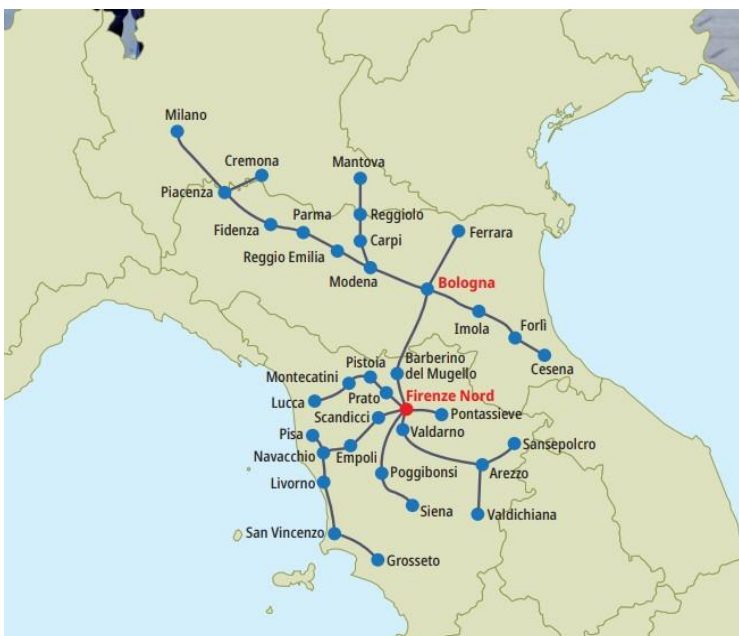 Milano
Cremona
Mantova
Piacenza
Fidenza
Parma
Reggiolo
Ferrara
Carpi
Reggio Emilia
Modena
Bologna
Imola
Forlì
Cesena
Pistoia
Barberino
del Mugello
Montecatini
Prato
Firenze Nord
Lucca
Scandicci
Pontassieve
Pisa
Valdarno
Sansepolcro
Navacchio
Empoli
Poggibonsi
Arezzo
Livorno
Siena
Valdichiana
San Vincenzo
Grosseto